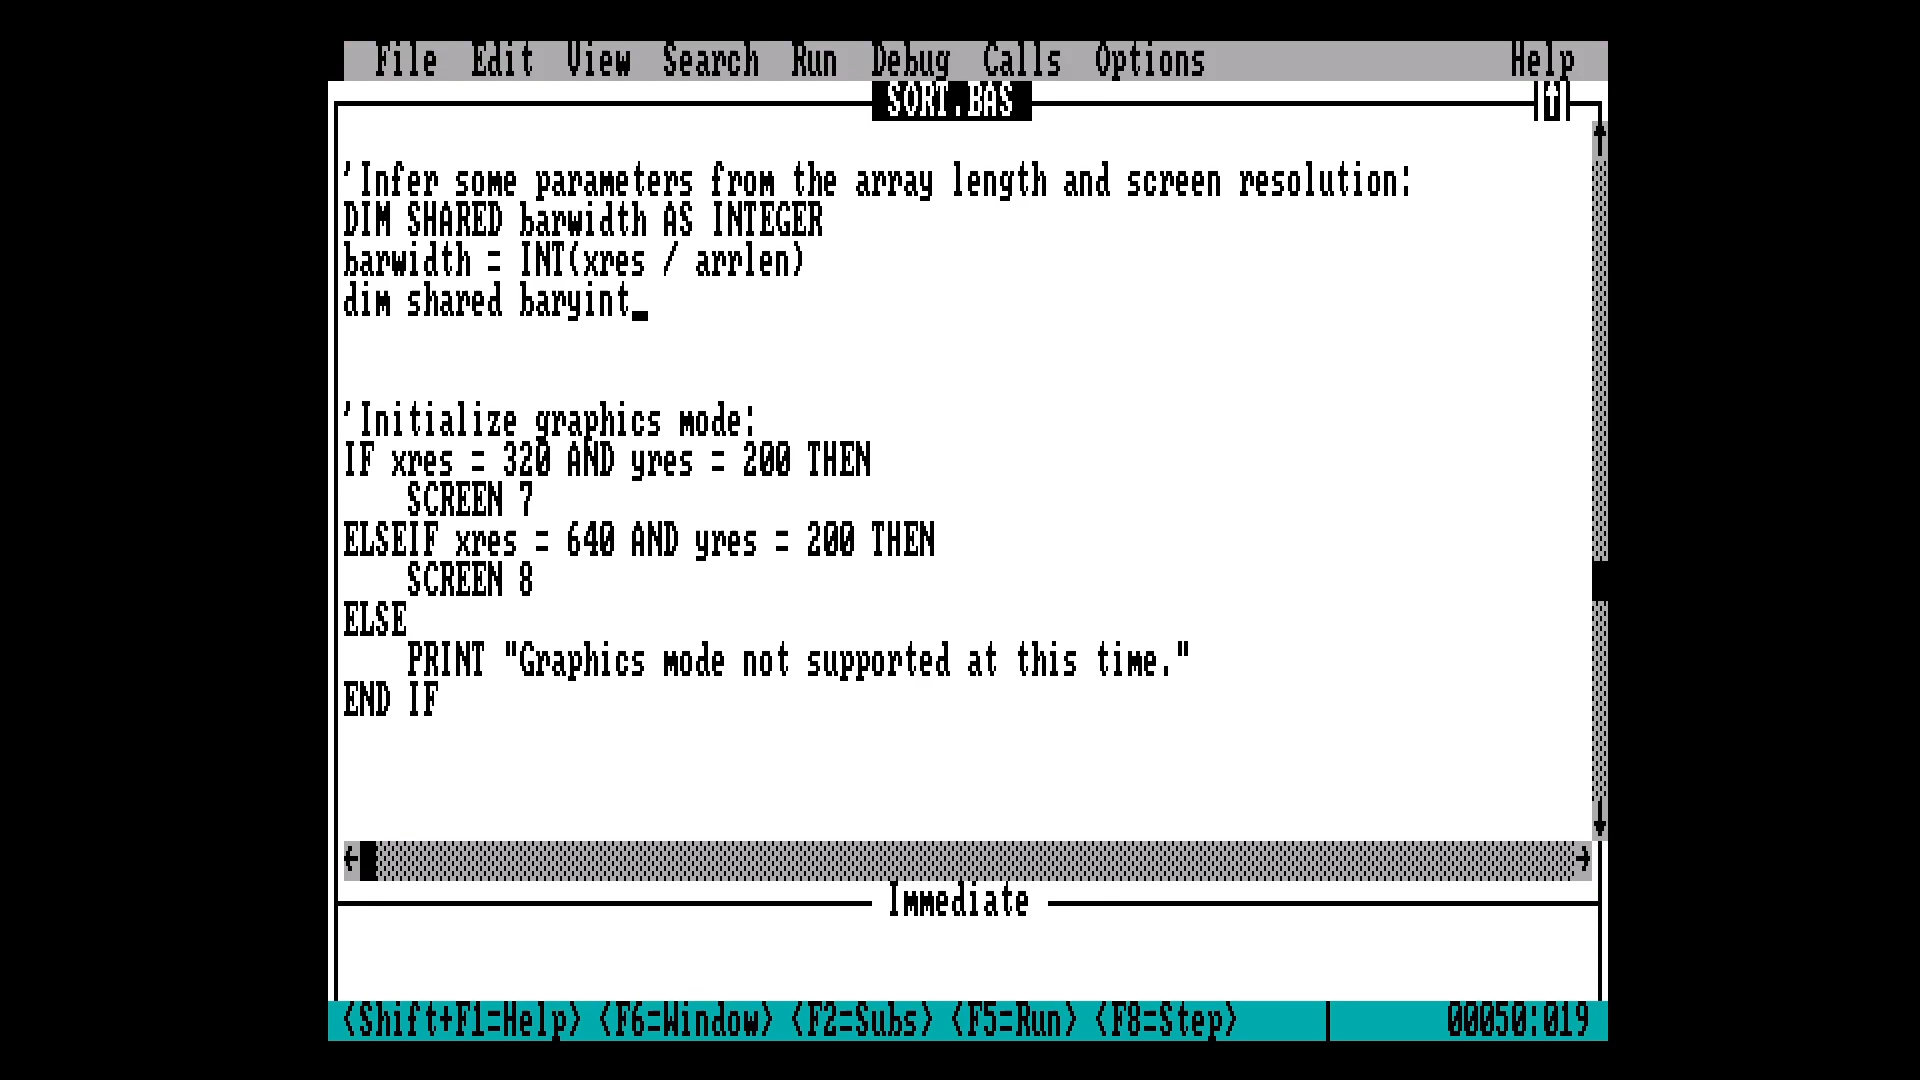 File Edit View Search Run Debug Calls Options Help
SORT.BAS
'Infer some parameters from the array length and screen resolution:
DIM SHARED barwidth AS INTEGER
barwidth = INT(xres / arrlen)
dim shared baryint_
'Initialize graphics mode:
IF xres = 320 AND yres = 200 THEN
    SCREEN 7
ELSEIF xres = 640 AND yres = 200 THEN
    SCREEN 8
ELSE
    PRINT "Graphics mode not supported at this time."
END IF
Immediate
<Shift+F1=Help> <F6=Window> <F2=Subs> <F5=Run> <F8=Step> 00050:019